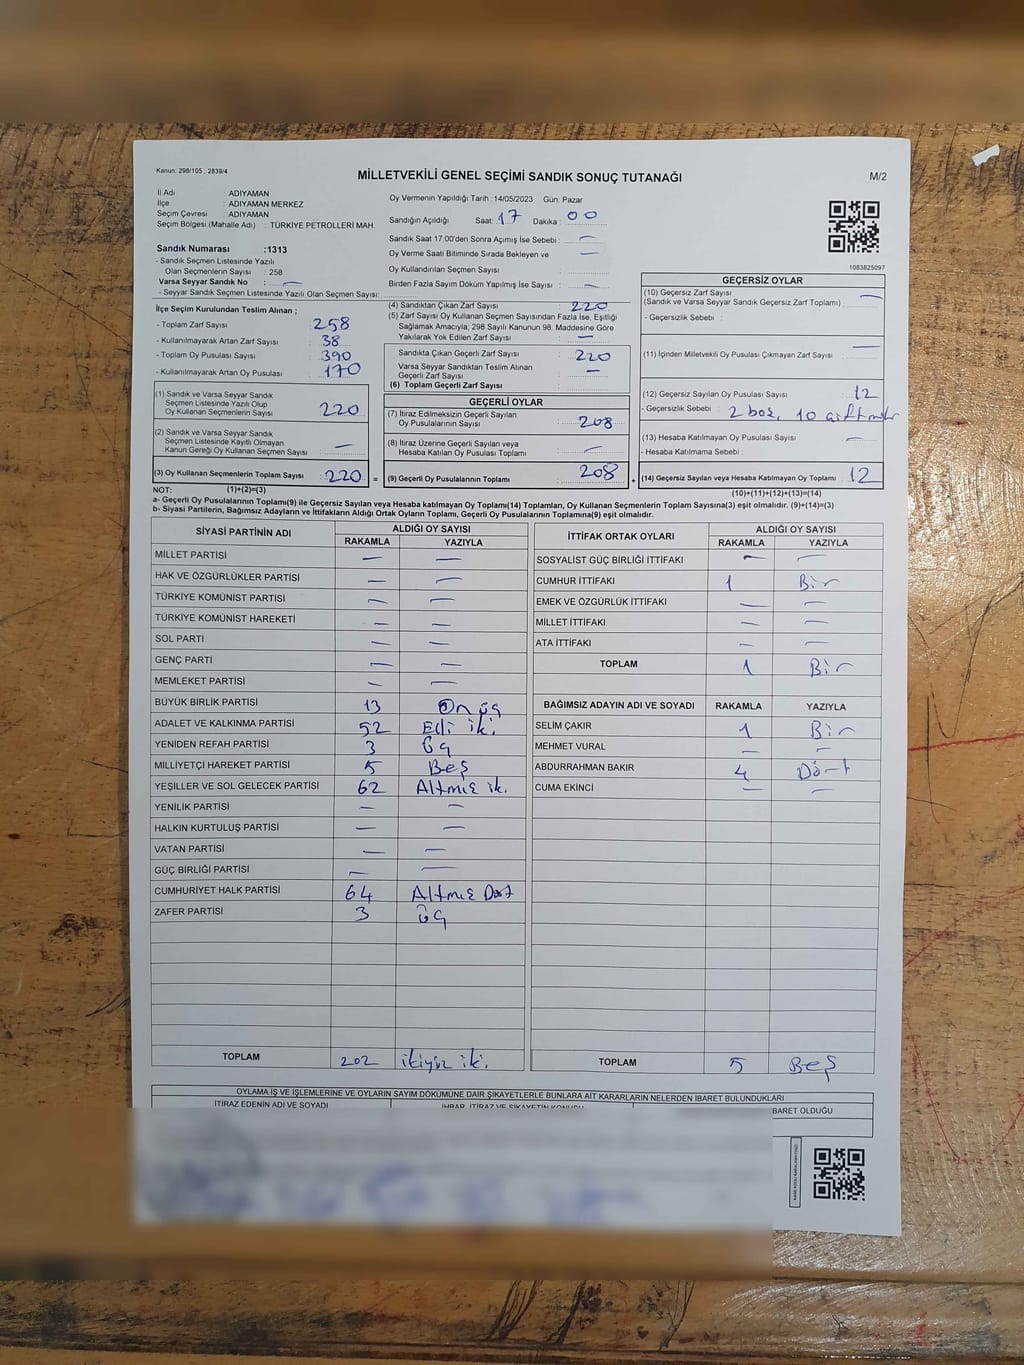 Kanun: 298/105 , 2839/4
MİLLETVEKİLİ GENEL SEÇİMİ SANDIK SONUÇ TUTANAĞI
M/2
İl Adı : ADIYAMAN
İlçe : ADIYAMAN MERKEZ
Seçim Çevresi : ADIYAMAN
Seçim Bölgesi (Mahalle Adı) : TÜRKİYE PETROLLERİ MAH.
Sandık Numarası :1313
- Sandık Seçmen Listesinde Yazılı
Olan Seçmenlerin Sayısı : 258
Varsa Seyyar Sandık No : —
- Seyyar Sandık Seçmen Listesinde Yazılı Olan Seçmen Sayısı:
Oy Vermenin Yapıldığı Tarih :14/05/2023 Gün: Pazar
Sandığın Açıldığı Saat: 17 Dakika : 00
Sandık Saat 17:00'den Sonra Açımış İse Sebebi : —
Oy Verme Saati Bitiminde Sırada Bekleyen ve —
Oy Kullandırılan Seçmen Sayısı
Birden Fazla Sayım Döküm Yapılmış İse Sayısı : —
1083825097
İlçe Seçim Kurulundan Teslim Alınan ;
- Toplam Zarf Sayısı : 258
- Kullanılmayarak Artan Zarf Sayısı : 38
- Toplam Oy Pusulası Sayısı : 390
- Kullanılmayarak Artan Oy Pusulası : 170
(1) Sandık ve Varsa Seyyar Sandık
Seçmen Listesinde Yazılı Olup
Oy Kullanan Seçmenlerin Sayısı : 220
(2) Sandık ve Varsa Seyyar Sandık
Seçmen Listesinde Kayıtlı Olmayan
Kanun Gereği Oy Kullanan Seçmen Sayısı : —
(3) Oy Kullanan Seçmenlerin Toplam Sayısı : 220 =
(4) Sandıktan Çıkan Zarf Sayısı : 220
(5) Zarf Sayısı Oy Kullanan Seçmen Sayısından Fazla İse, Eşitliği
Sağlamak Amacıyla, 298 Sayılı Kanunun 98. Maddesine Göre
Yakılarak Yok Edilen Zarf Sayısı : —
Sandıkta Çıkan Geçerli Zarf Sayısı : 220
Varsa Seyyar Sandıktan Teslim Alınan
Geçerli Zarf Sayısı : —
(6) Toplam Geçerli Zarf Sayısı :
GEÇERLİ OYLAR
(7) İtiraz Edilmeksizin Geçerli Sayılan
Oy Pusulalarının Sayısı : 208
(8) İtiraz Üzerine Geçerli Sayılan veya
Hesaba Katılan Oy Pusulası Toplamı : —
(9) Geçerli Oy Pusulalarının Toplamı : 208 +
GEÇERSİZ OYLAR
(10) Geçersiz Zarf Sayısı
(Sandık ve Varsa Seyyar Sandık Geçersiz Zarf Toplamı) : —
- Geçersizlik Sebebi :
(11) İçinden Milletvekili Oy Pusulası Çıkmayan Zarf Sayısı : —
(12) Geçersiz Sayılan Oy Pusulası Sayısı : 12
- Geçersizlik Sebebi : 2 boş, 10
(13) Hesaba Katılmayan Oy Pusulası Sayısı : —
- Hesaba Katılmama Sebebi :
(14) Geçersiz Sayılan veya Hesaba Katılmayan Oy Toplamı : 12
NOT: (1)+(2)=(3)
(10)+(11)+(12)+(13)=(14)
a- Geçerli Oy Pusulalarının Toplamı(9) ile Geçersiz Sayılan veya Hesaba katılmayan Oy Toplamı(14) Toplamları, Oy Kullanan Seçmenlerin Toplam Sayısına(3) eşit olmalıdır. (9)+(14)=(3)
b- Siyasi Partilerin, Bağımsız Adayların ve İttifakların Aldığı Ortak Oyların Toplamı, Geçerli Oy Pusulalarının Toplamına(9) eşit olmalıdır.
SİYASİ PARTİNİN ADI ALDIĞI OY SAYISI
RAKAMLA YAZIYLA
MİLLET PARTİSİ — —
HAK VE ÖZGÜRLÜKLER PARTİSİ — —
TÜRKİYE KOMÜNİST PARTİSİ — —
TÜRKİYE KOMÜNİST HAREKETİ — —
SOL PARTİ — —
GENÇ PARTİ — —
MEMLEKET PARTİSİ — —
BÜYÜK BİRLİK PARTİSİ 13 On üç
ADALET VE KALKINMA PARTİSİ 52 Elli iki.
YENİDEN REFAH PARTİSİ 3 Üç
MİLLİYETÇİ HAREKET PARTİSİ 5 Beş
YEŞİLLER VE SOL GELECEK PARTİSİ 62 Altmış ik.
YENİLİK PARTİSİ — —
HALKIN KURTULUŞ PARTİSİ — —
VATAN PARTİSİ — —
GÜÇ BİRLİĞİ PARTİSİ — —
CUMHURİYET HALK PARTİSİ 64 Altmış Dört
ZAFER PARTİSİ 3 Üç
TOPLAM 202 ikiyüz ik.
İTTİFAK ORTAK OYLARI ALDIĞI OY SAYISI
RAKAMLA YAZIYLA
SOSYALİST GÜÇ BİRLİĞİ İTTİFAKI — —
CUMHUR İTTİFAKI 1 Bir
EMEK VE ÖZGÜRLÜK İTTİFAKI — —
MİLLET İTTİFAKI — —
ATA İTTİFAKI — —
TOPLAM 1 Bir
BAĞIMSIZ ADAYIN ADI VE SOYADI RAKAMLA YAZIYLA
SELİM ÇAKIR 1 Bir
MEHMET VURAL — —
ABDURRAHMAN BAKIR 4 Dört
CUMA EKİNCİ — —
TOPLAM 5 Beş
OYLAMA İŞ VE İŞLEMLERİNE VE OYLARIN SAYIM DÖKÜMÜNE DAİR ŞİKAYETLERLE BUNLARA AİT KARARLARIN NELERDEN İBARET BULUNDUKLARI
İTİRAZ EDENİN ADI VE SOYADI İHBAR, İTİRAZ VE ŞİKAYETİN KONUSU BARET OLDUĞU